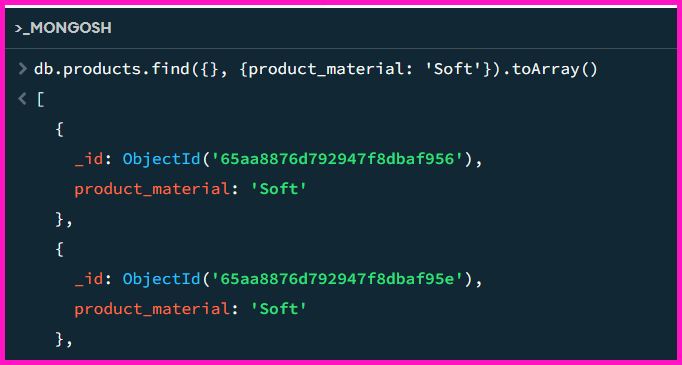 >_MONGOSH
> db.products.find({}, {product_material: 'Soft'}).toArray()
< [
{
_id: ObjectId('65aa8876d792947f8dbaf956'),
product_material: 'Soft'
},
{
_id: ObjectId('65aa8876d792947f8dbaf95e'),
product_material: 'Soft'
},